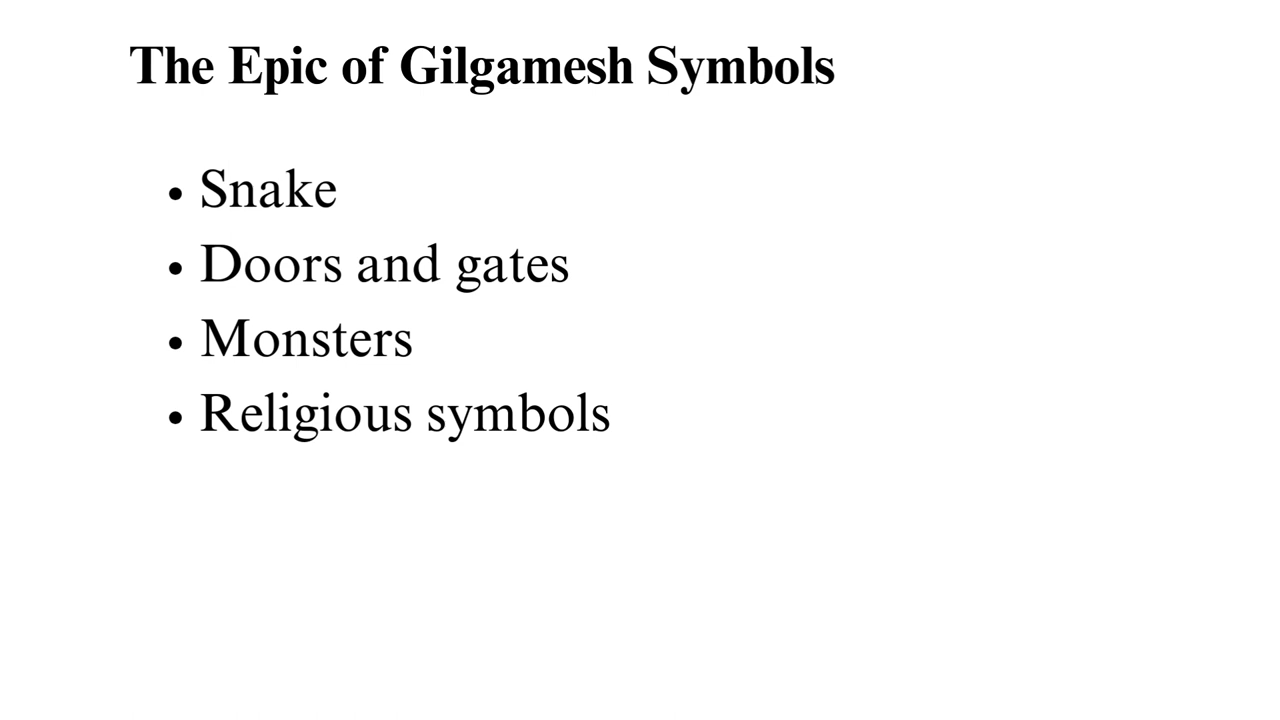 The Epic of Gilgamesh Symbols
• Snake
• Doors and gates
• Monsters
• Religious symbols